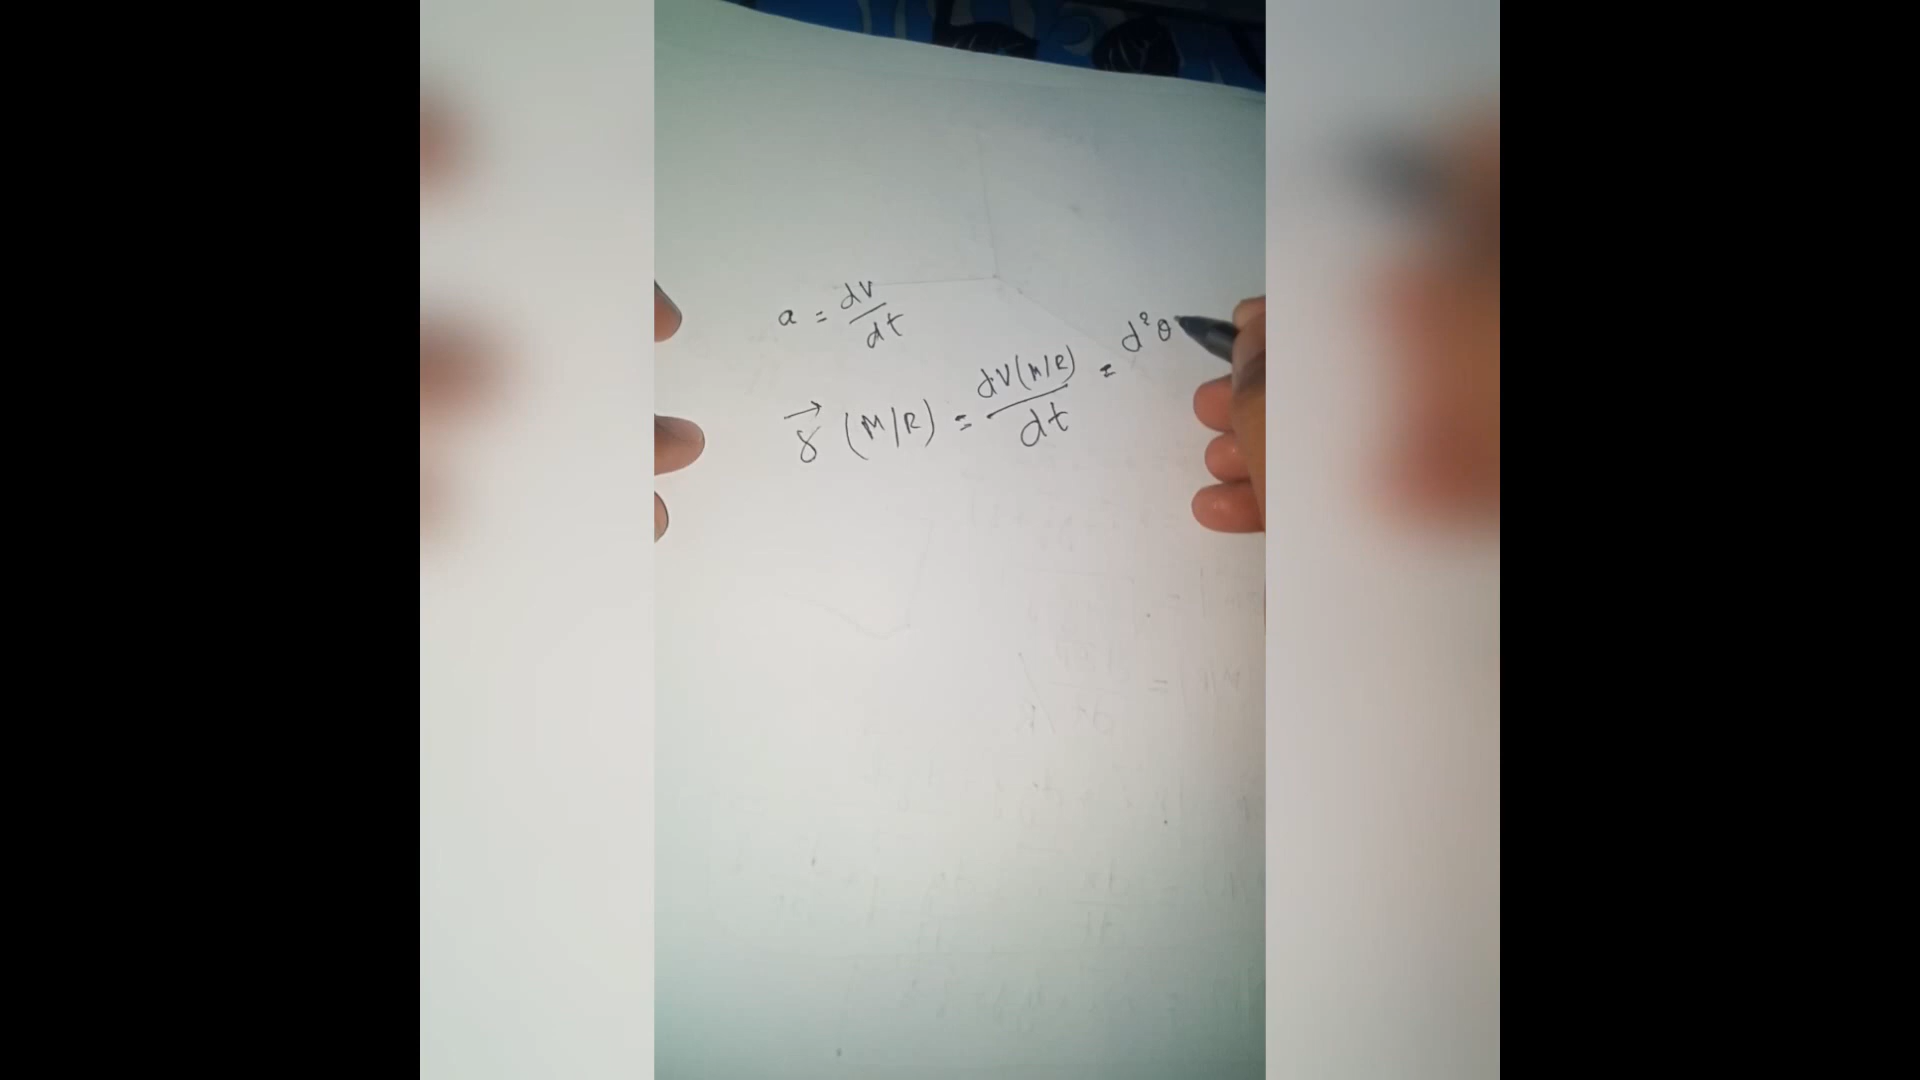 a = dV/dt
γ⃗ (M/R) = dV(M/R)/dt = d²θ